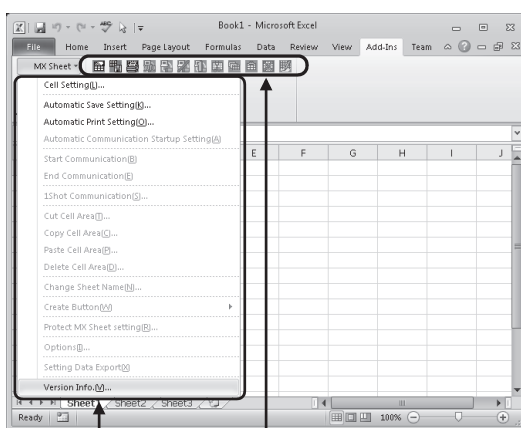 Book1 - Microsoft Excel
File Home Insert Page Layout Formulas Data Review View Add-Ins Team
MX Sheet
Cell Setting(L)...
Automatic Save Setting(K)...
Automatic Print Setting(O)...
Automatic Communication Startup Setting(A)
Start Communication(B)
End Communication(E)
1Shot Communication(S)...
Cut Cell Area(T)...
Copy Cell Area(C)...
Paste Cell Area(P)...
Delete Cell Area(D)...
Change Sheet Name(N)...
Create Button(W)
Protect MX Sheet setting(R)...
Options(I)...
Setting Data Export(X)
Version Info.(V)...
E F G H I J
Sheet1 Sheet2 Sheet3
Ready 100%